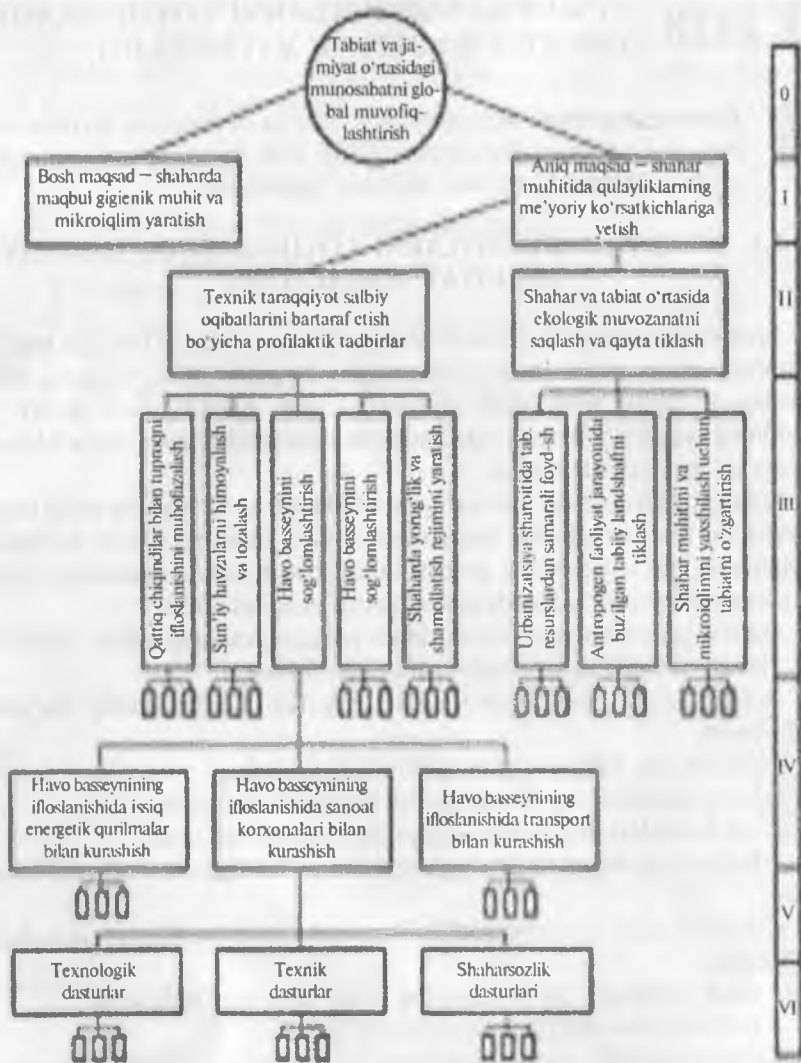 Tabiat va ja-
miyat o‘rtasidagi
munosabatni glo-
bal muvofiq-
lashtirish
0
Bosh maqsad – shaharda
maqbul gigienik muhit va
mikroiqlim yaratish
Aniq maqsad – shahar
muhitida qulayliklarning
me’yoriy ko‘rsatkichlariga
yetish
I
Texnik taraqqiyot salbiy
oqibatlarini bartaraf etish
bo‘yicha profilaktik tadbirlar
Shahar va tabiat o‘rtasida
ekologik muvozanatni
saqlash va qayta tiklash
II
Qattiq chiqindilar bilan tuproqni
ifloslanishini muhofazalash
Sun’iy havzalarni himoyalash
va tozalash
Havo basseynini
sog‘lomlashtirish
Havo basseynini
sog‘lomlashtirish
Shaharda yorug‘lik va
shamollatish rejimini yaratish
Urbanizatsiya sharoitida tab.
resurslardan samarali foyd-sh
Antropogen faoliyat jarayonida
buzilgan tabiiy landshaftni
tiklash
Shahar muhitini va
mikroiqlimni yaxshilash uchun
tabiatni o‘zgartirish
III
Havo basseynining
ifloslanishida issiq
energetik qurilmalar
bilan kurashish
Havo basseynining
ifloslanishida sanoat
korxonalari bilan
kurashish
Havo basseynining
ifloslanishida transport
bilan kurashish
IV
V
Texnologik
dasturlar
Texnik
dasturlar
Shaharsozlik
dasturlari
VI